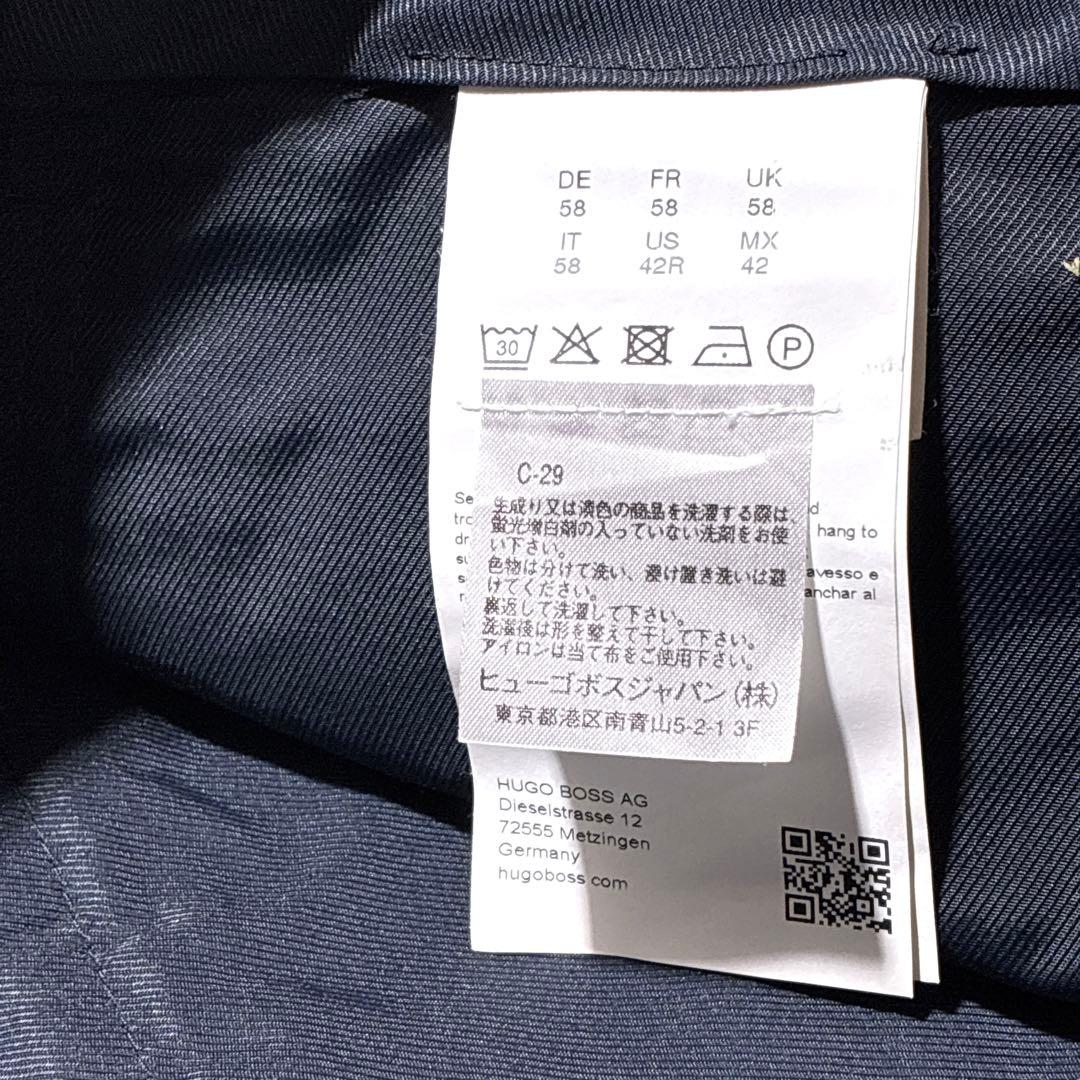 DE FR UK
58 58 58
IT US MX
58 42R 42
30 P
C-29
生成り又は淡色の商品を洗濯する際は、
蛍光増白剤の入っていない洗剤をお使
い下さい。
色物は分けて洗い、漬け置き洗いは避
けてください。
裏返して洗濯して下さい。
洗濯後は形を整えて干して下さい。
アイロンは当て布をご使用下さい。
ヒューゴボスジャパン(株)
東京都港区南青山5-2-1 3F
hang to
avesso e
anchar al
HUGO BOSS AG
Dieselstrasse 12
72555 Metzingen
Germany
hugoboss com